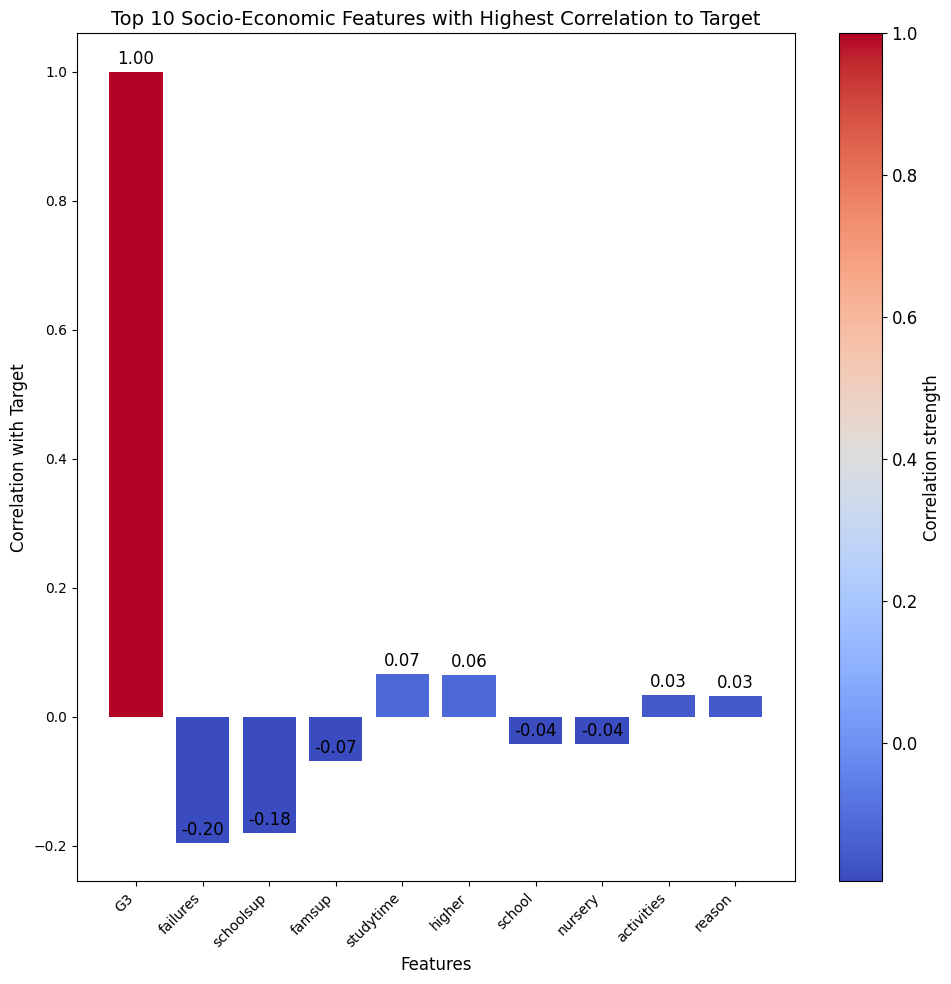 Top 10 Socio-Economic Features with Highest Correlation to Target
Correlation with Target
1.0
0.8
0.6
0.4
0.2
0.0
−0.2
1.00
-0.20
-0.18
-0.07
0.07
0.06
-0.04
-0.04
0.03
0.03
G3
failures
schoolsup
famsup
studytime
higher
school
nursery
activities
reason
Features
1.0
0.8
0.6
0.4
0.2
0.0
Correlation strength